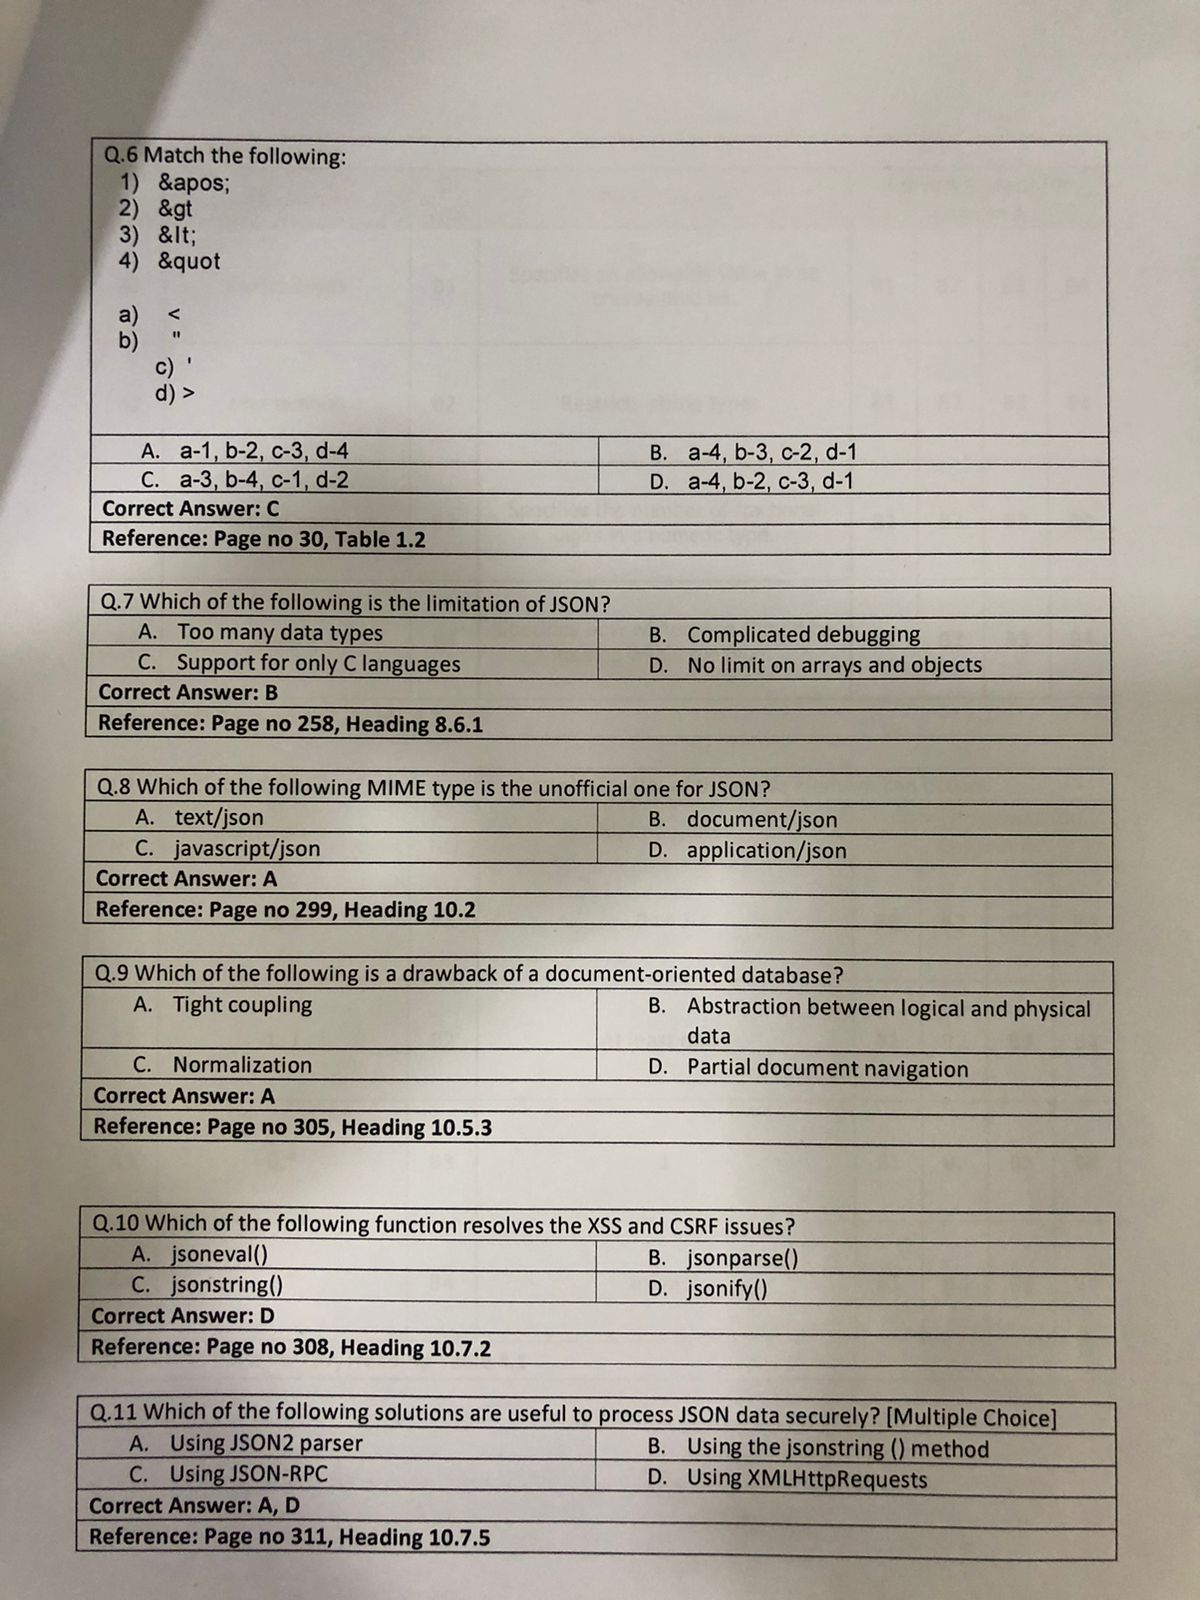 Q.6 Match the following:
1) &apos;
2) &gt
3) &lt;
4) &quot
a) <
b) "
c) '
d) >
A. a-1, b-2, c-3, d-4
B. a-4, b-3, c-2, d-1
C. a-3, b-4, c-1, d-2
D. a-4, b-2, c-3, d-1
Correct Answer: C
Reference: Page no 30, Table 1.2
Q.7 Which of the following is the limitation of JSON?
A. Too many data types
B. Complicated debugging
C. Support for only C languages
D. No limit on arrays and objects
Correct Answer: B
Reference: Page no 258, Heading 8.6.1
Q.8 Which of the following MIME type is the unofficial one for JSON?
A. text/json
B. document/json
C. javascript/json
D. application/json
Correct Answer: A
Reference: Page no 299, Heading 10.2
Q.9 Which of the following is a drawback of a document-oriented database?
A. Tight coupling
B. Abstraction between logical and physical
data
C. Normalization
D. Partial document navigation
Correct Answer: A
Reference: Page no 305, Heading 10.5.3
Q.10 Which of the following function resolves the XSS and CSRF issues?
A. jsoneval()
B. jsonparse()
C. jsonstring()
D. jsonify()
Correct Answer: D
Reference: Page no 308, Heading 10.7.2
Q.11 Which of the following solutions are useful to process JSON data securely? [Multiple Choice]
A. Using JSON2 parser
B. Using the jsonstring () method
C. Using JSON-RPC
D. Using XMLHttpRequests
Correct Answer: A, D
Reference: Page no 311, Heading 10.7.5